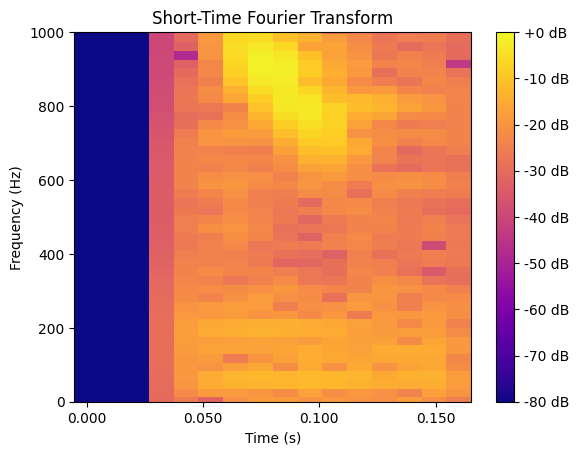 Short-Time Fourier Transform
1000
800
600
400
200
0
Frequency (Hz)
0.000
0.050
0.100
0.150
Time (s)
+0 dB
-10 dB
-20 dB
-30 dB
-40 dB
-50 dB
-60 dB
-70 dB
-80 dB